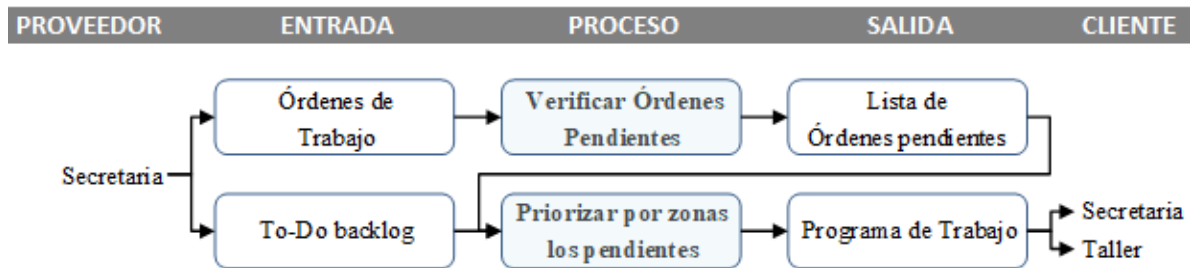 PROVEEDOR ENTRADA PROCESO SALIDA CLIENTE
Órdenes de
Trabajo
Verificar Órdenes
Pendientes
Lista de
Órdenes pendientes
Secretaria
To-Do backlog
Priorizar por zonas
los pendientes
Programa de Trabajo
Secretaria
Taller